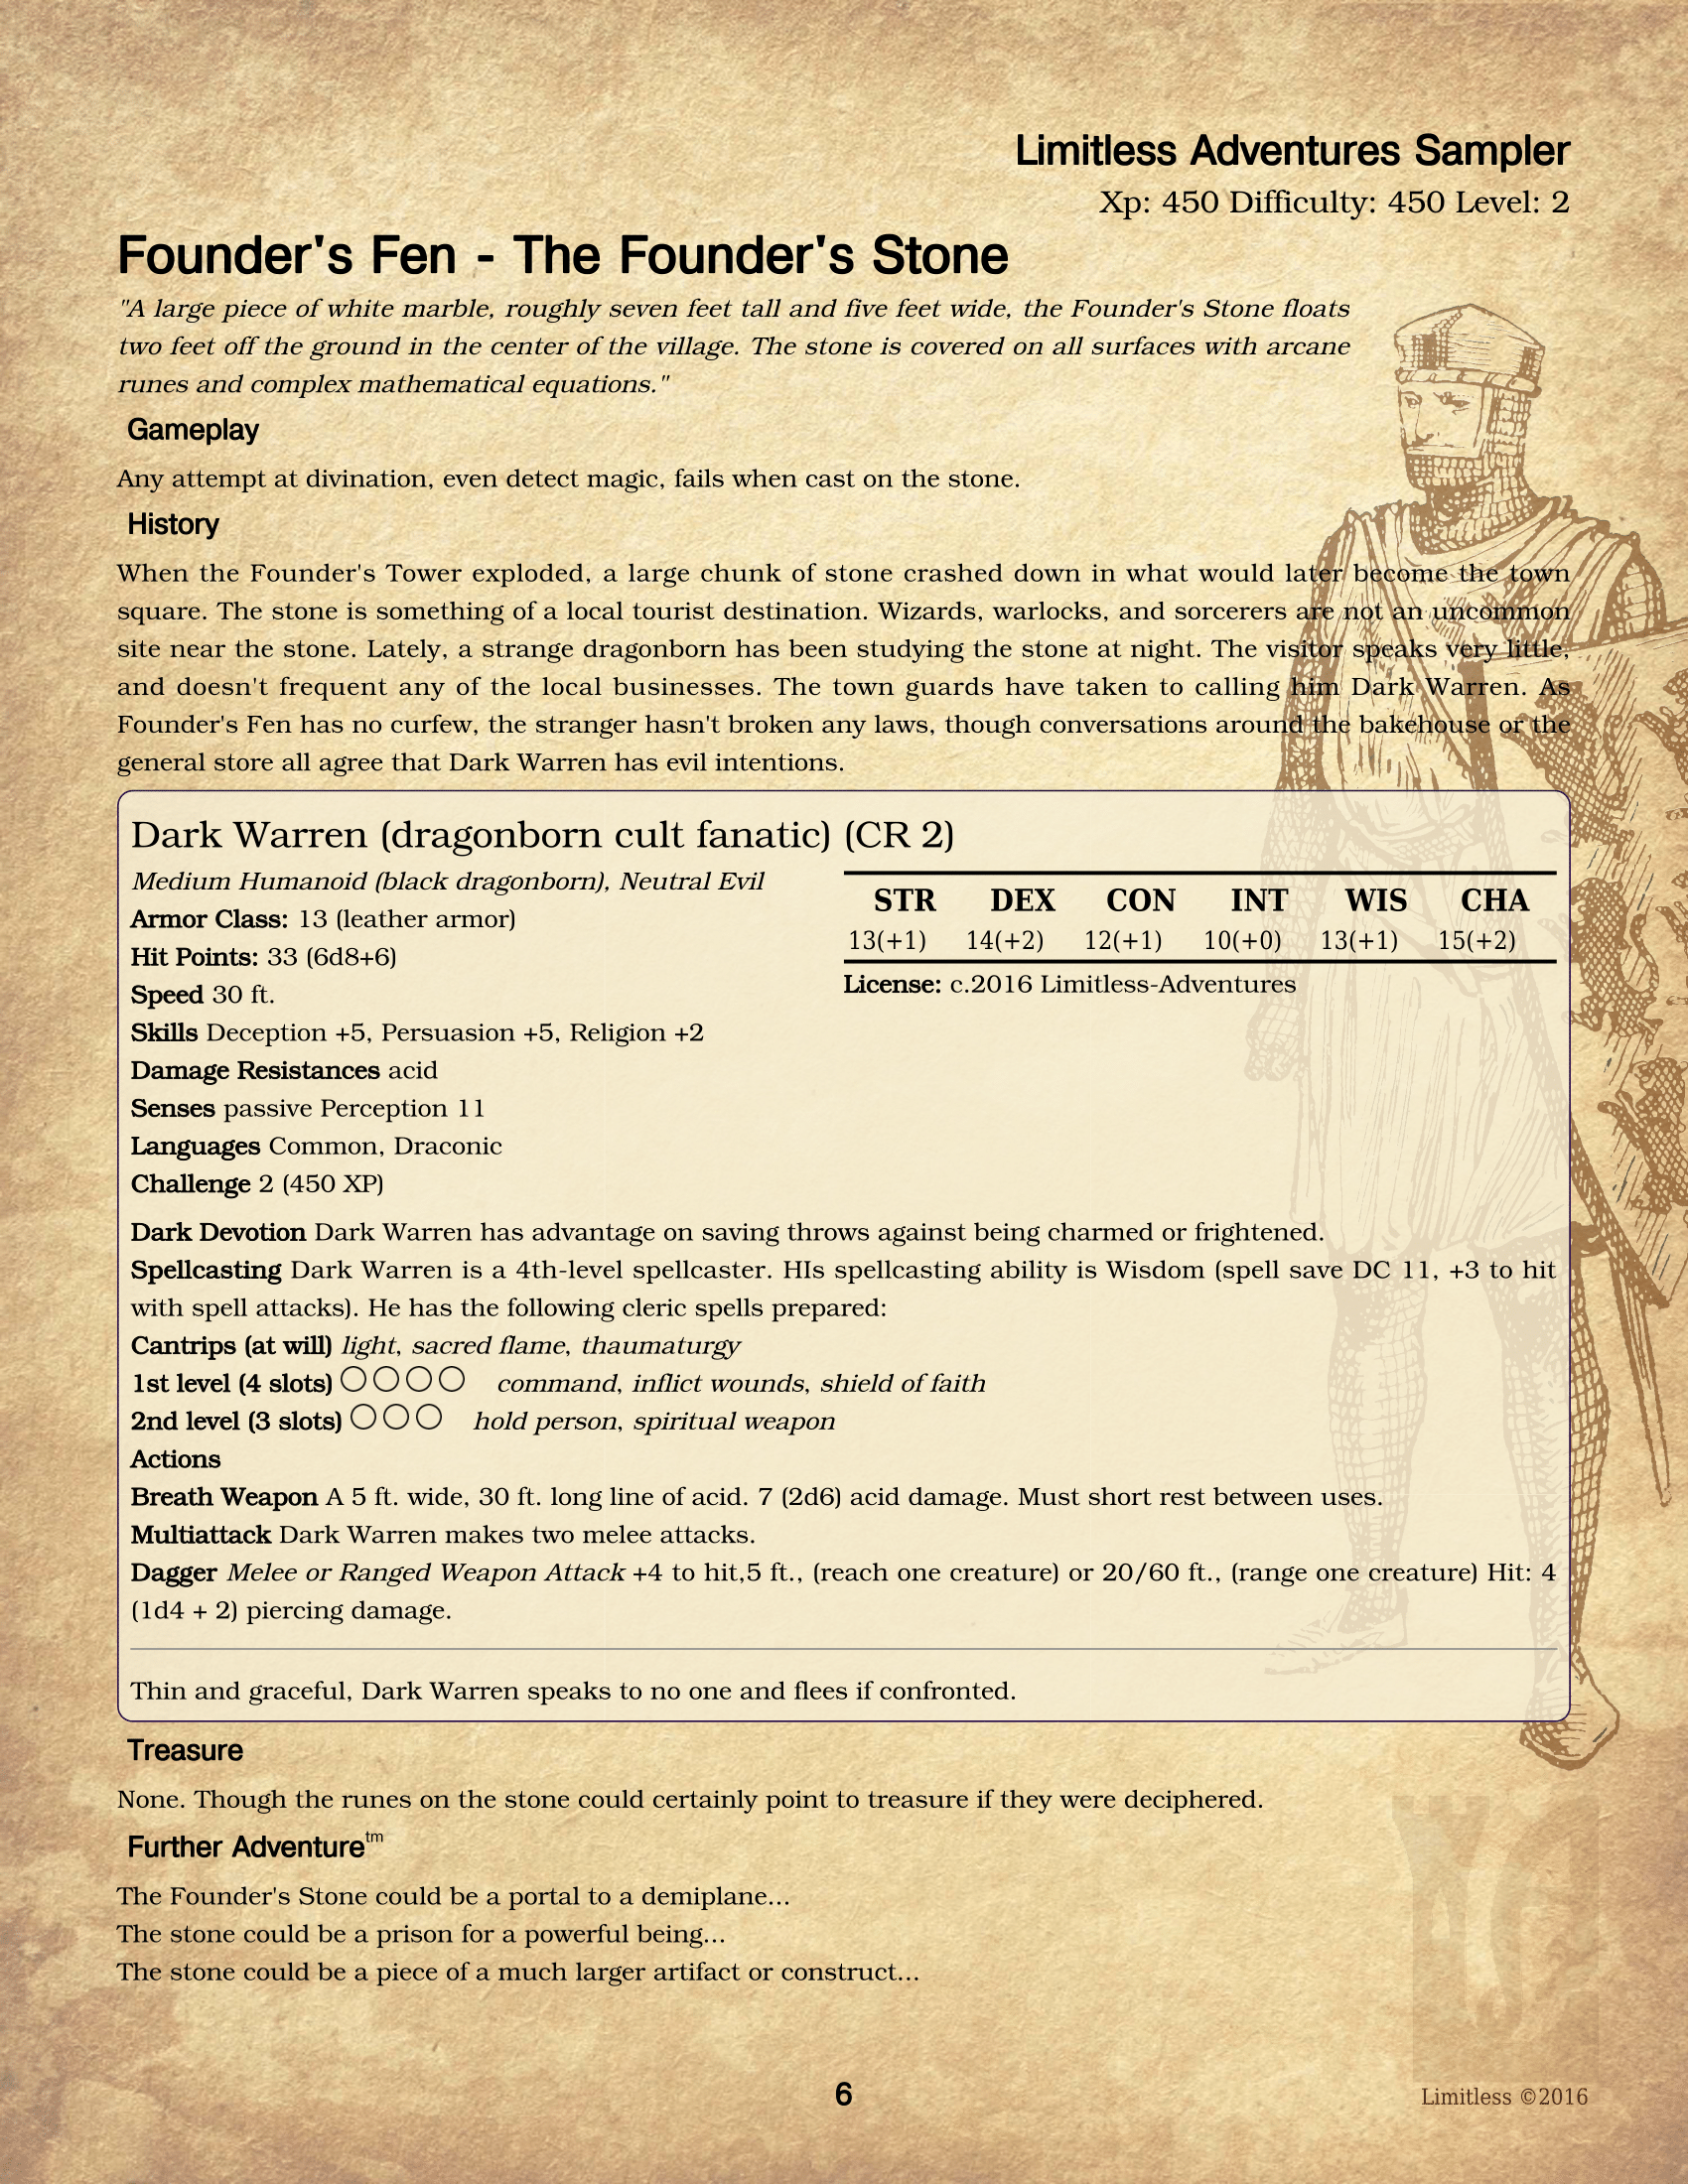 Limitless Adventures Sampler
Xp: 450 Difficulty: 450 Level: 2
Founder's Fen - The Founder's Stone
"A large piece of white marble, roughly seven feet tall and five feet wide, the Founder's Stone floats
two feet off the ground in the center of the village. The stone is covered on all surfaces with arcane
runes and complex mathematical equations."
Gameplay
Any attempt at divination, even detect magic, fails when cast on the stone.
History
When the Founder's Tower exploded, a large chunk of stone crashed down in what would later become the town
square. The stone is something of a local tourist destination. Wizards, warlocks, and sorcerers are not an uncommon
site near the stone. Lately, a strange dragonborn has been studying the stone at night. The visitor speaks very little,
and doesn't frequent any of the local businesses. The town guards have taken to calling him Dark Warren. As
Founder's Fen has no curfew, the stranger hasn't broken any laws, though conversations around the bakehouse or the
general store all agree that Dark Warren has evil intentions.
Dark Warren (dragonborn cult fanatic) (CR 2)
Medium Humanoid (black dragonborn), Neutral Evil
Armor Class: 13 (leather armor)
Hit Points: 33 (6d8+6)
Speed 30 ft.
Skills Deception +5, Persuasion +5, Religion +2
Damage Resistances acid
Senses passive Perception 11
Languages Common, Draconic
Challenge 2 (450 XP)
STR DEX CON INT WIS CHA
13(+1) 14(+2) 12(+1) 10(+0) 13(+1) 15(+2)
License: c.2016 Limitless-Adventures
Dark Devotion Dark Warren has advantage on saving throws against being charmed or frightened.
Spellcasting Dark Warren is a 4th-level spellcaster. HIs spellcasting ability is Wisdom (spell save DC 11, +3 to hit
with spell attacks). He has the following cleric spells prepared:
Cantrips (at will) light, sacred flame, thaumaturgy
1st level (4 slots) ○○○○ command, inflict wounds, shield of faith
2nd level (3 slots) ○○○ hold person, spiritual weapon
Actions
Breath Weapon A 5 ft. wide, 30 ft. long line of acid. 7 (2d6) acid damage. Must short rest between uses.
Multiattack Dark Warren makes two melee attacks.
Dagger Melee or Ranged Weapon Attack +4 to hit,5 ft., (reach one creature) or 20/60 ft., (range one creature) Hit: 4
(1d4 + 2) piercing damage.
Thin and graceful, Dark Warren speaks to no one and flees if confronted.
Treasure
None. Though the runes on the stone could certainly point to treasure if they were deciphered.
Further Adventure™
The Founder's Stone could be a portal to a demiplane...
The stone could be a prison for a powerful being...
The stone could be a piece of a much larger artifact or construct...
6
Limitless ©2016